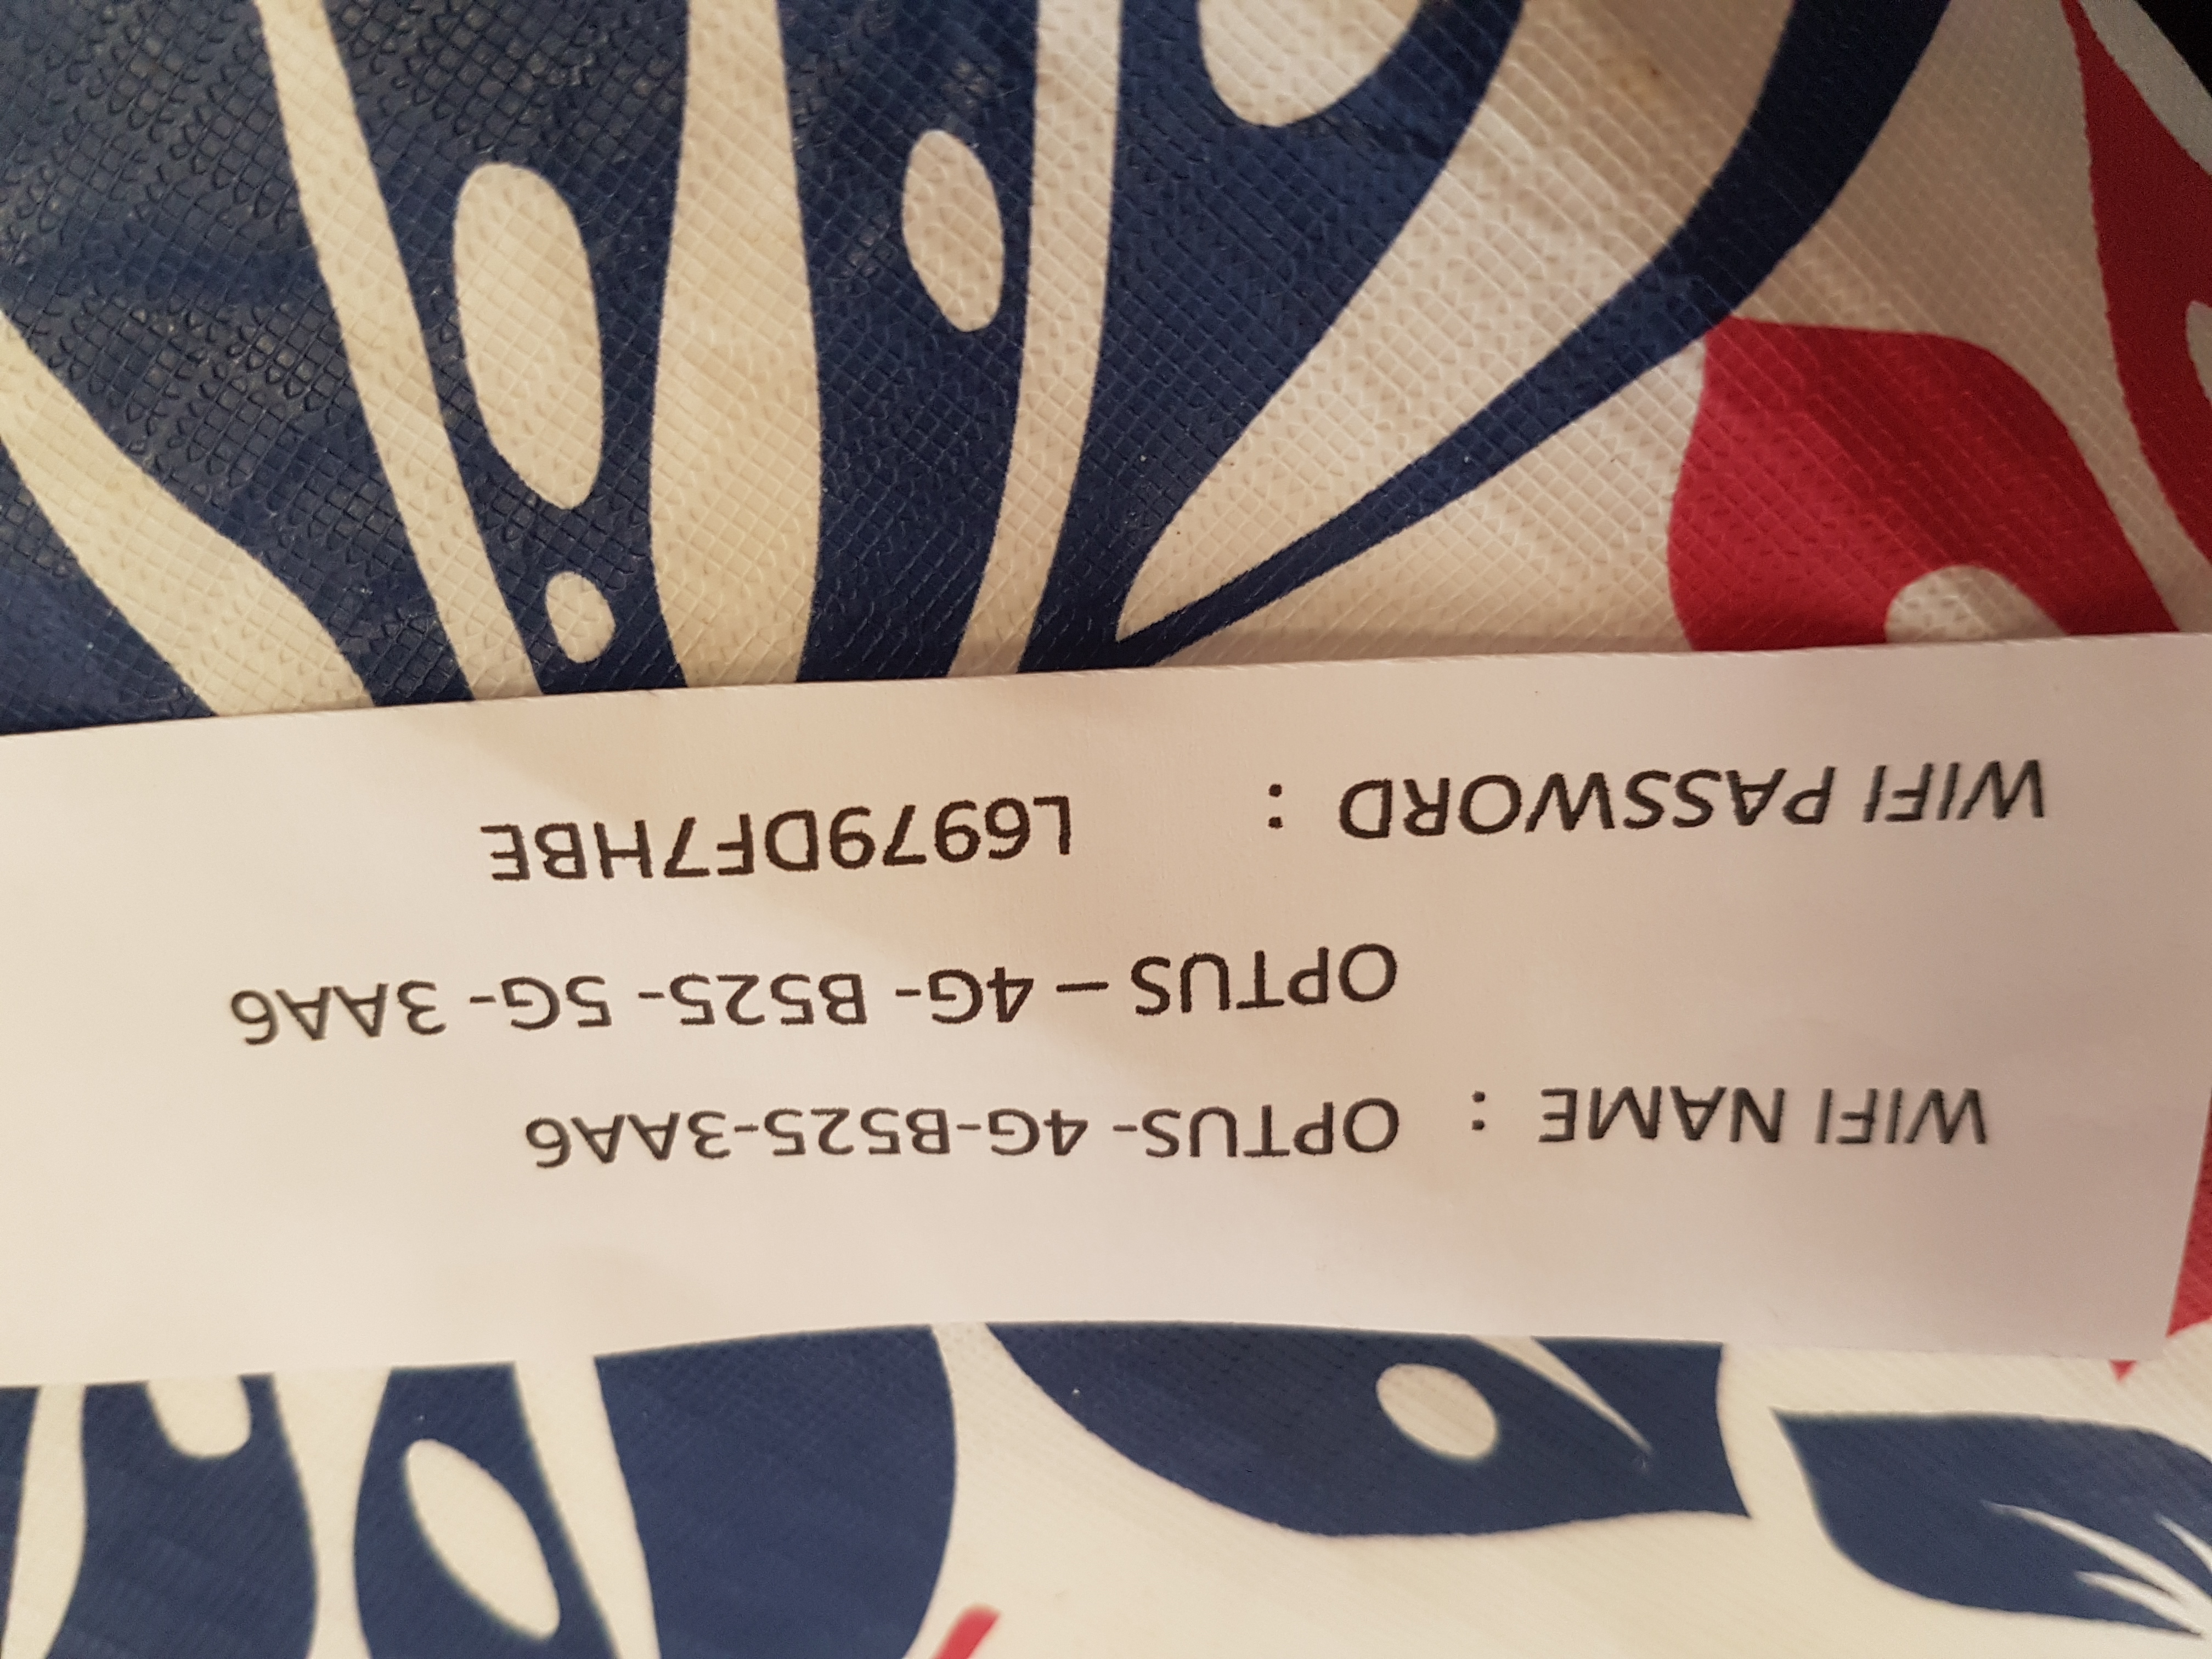 WIFI NAME : OPTUS- 4G-B525-3AA6
OPTUS – 4G- B525- 5G- 3AA6
WIFI PASSWORD : L6979DF7HBE